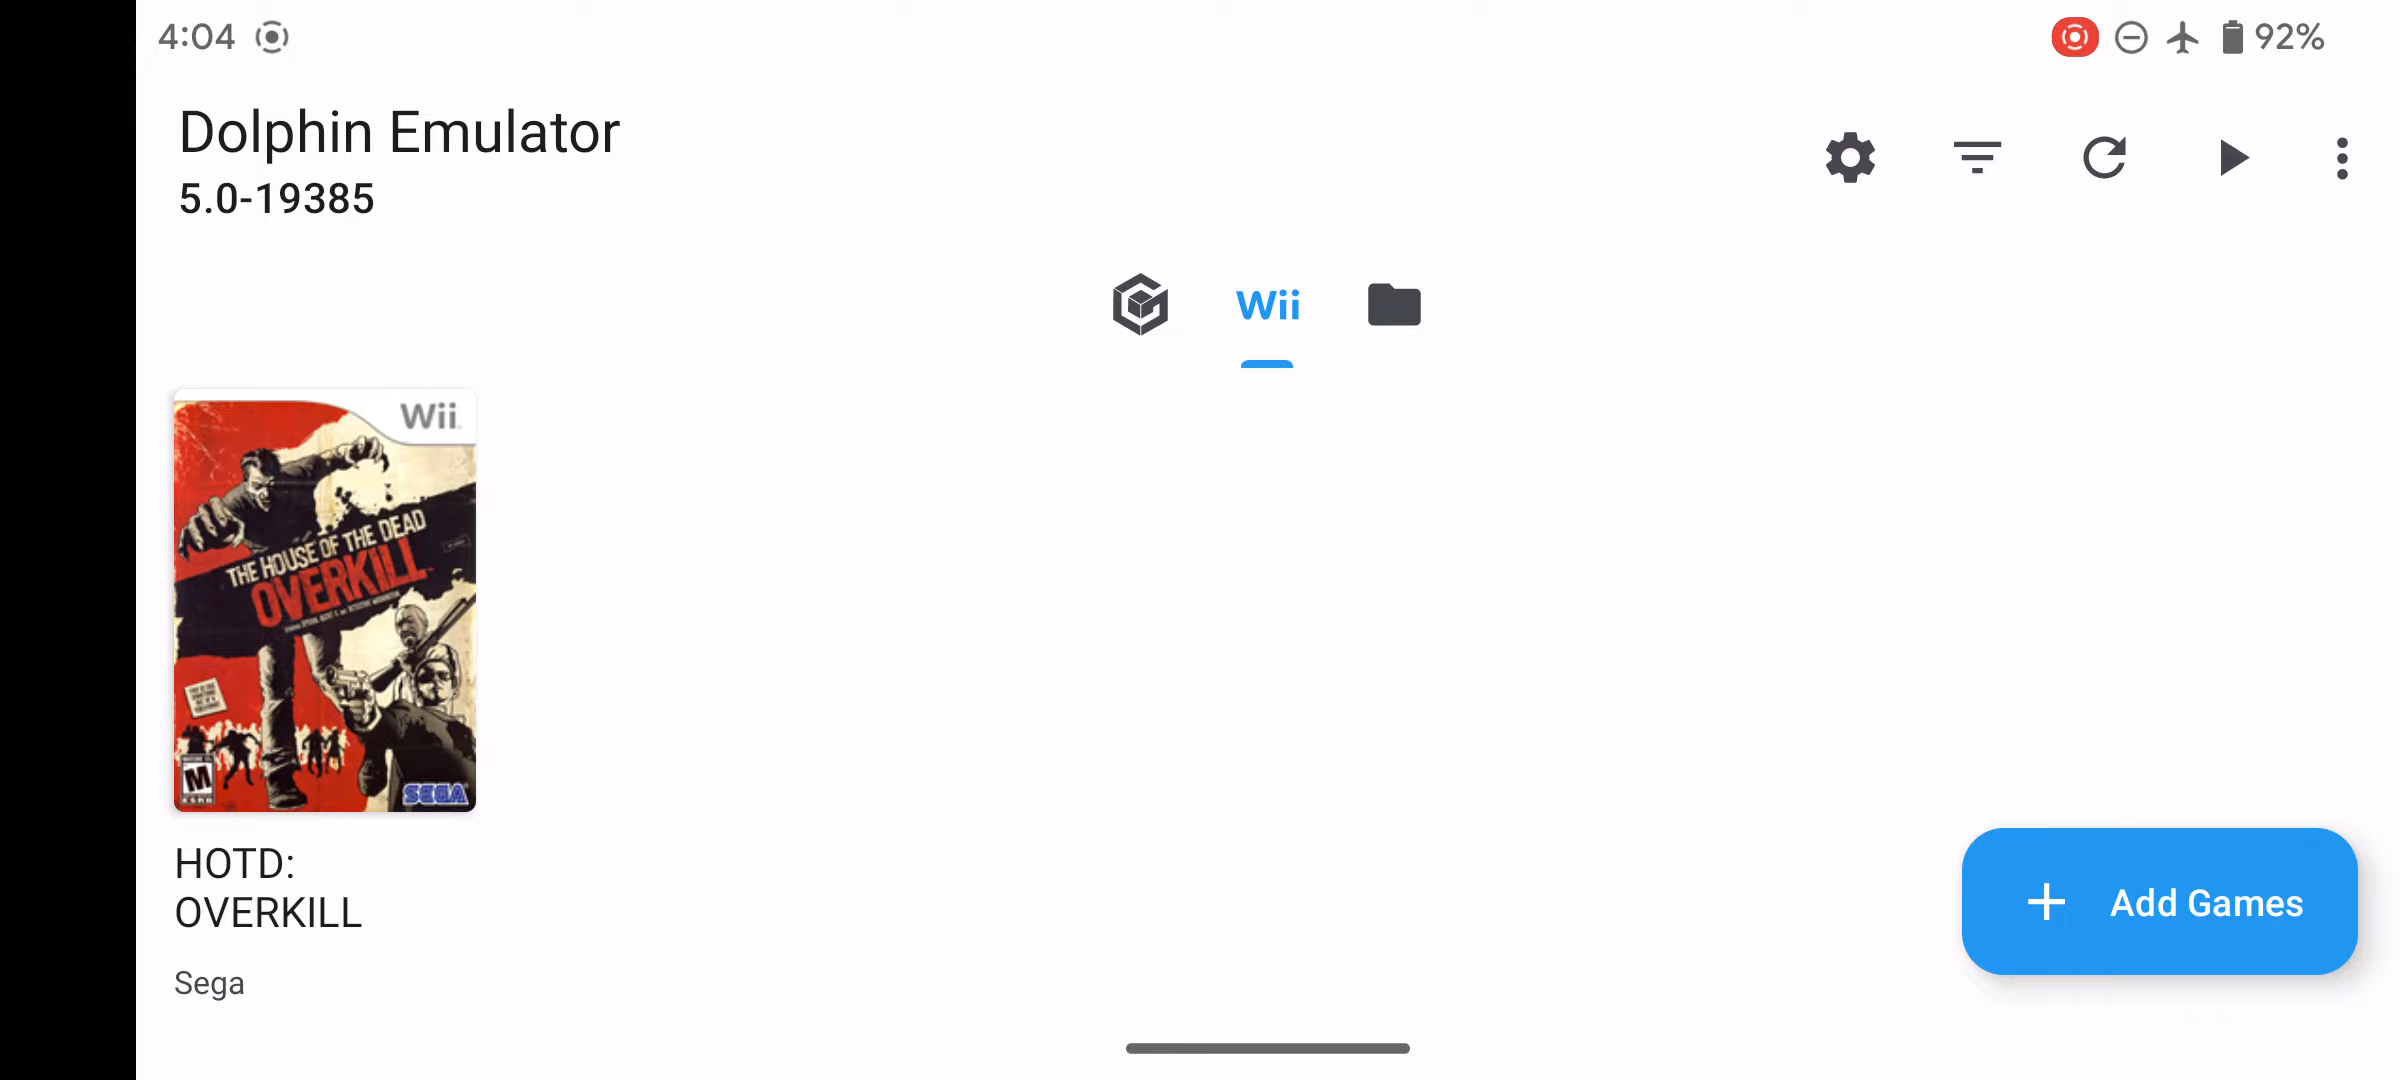 4:04
92%
Dolphin Emulator
5.0-19385
Wii
Wii
THE HOUSE OF THE DEAD
OVERKILL
M
SEGA
HOTD:
OVERKILL
Sega
Add Games